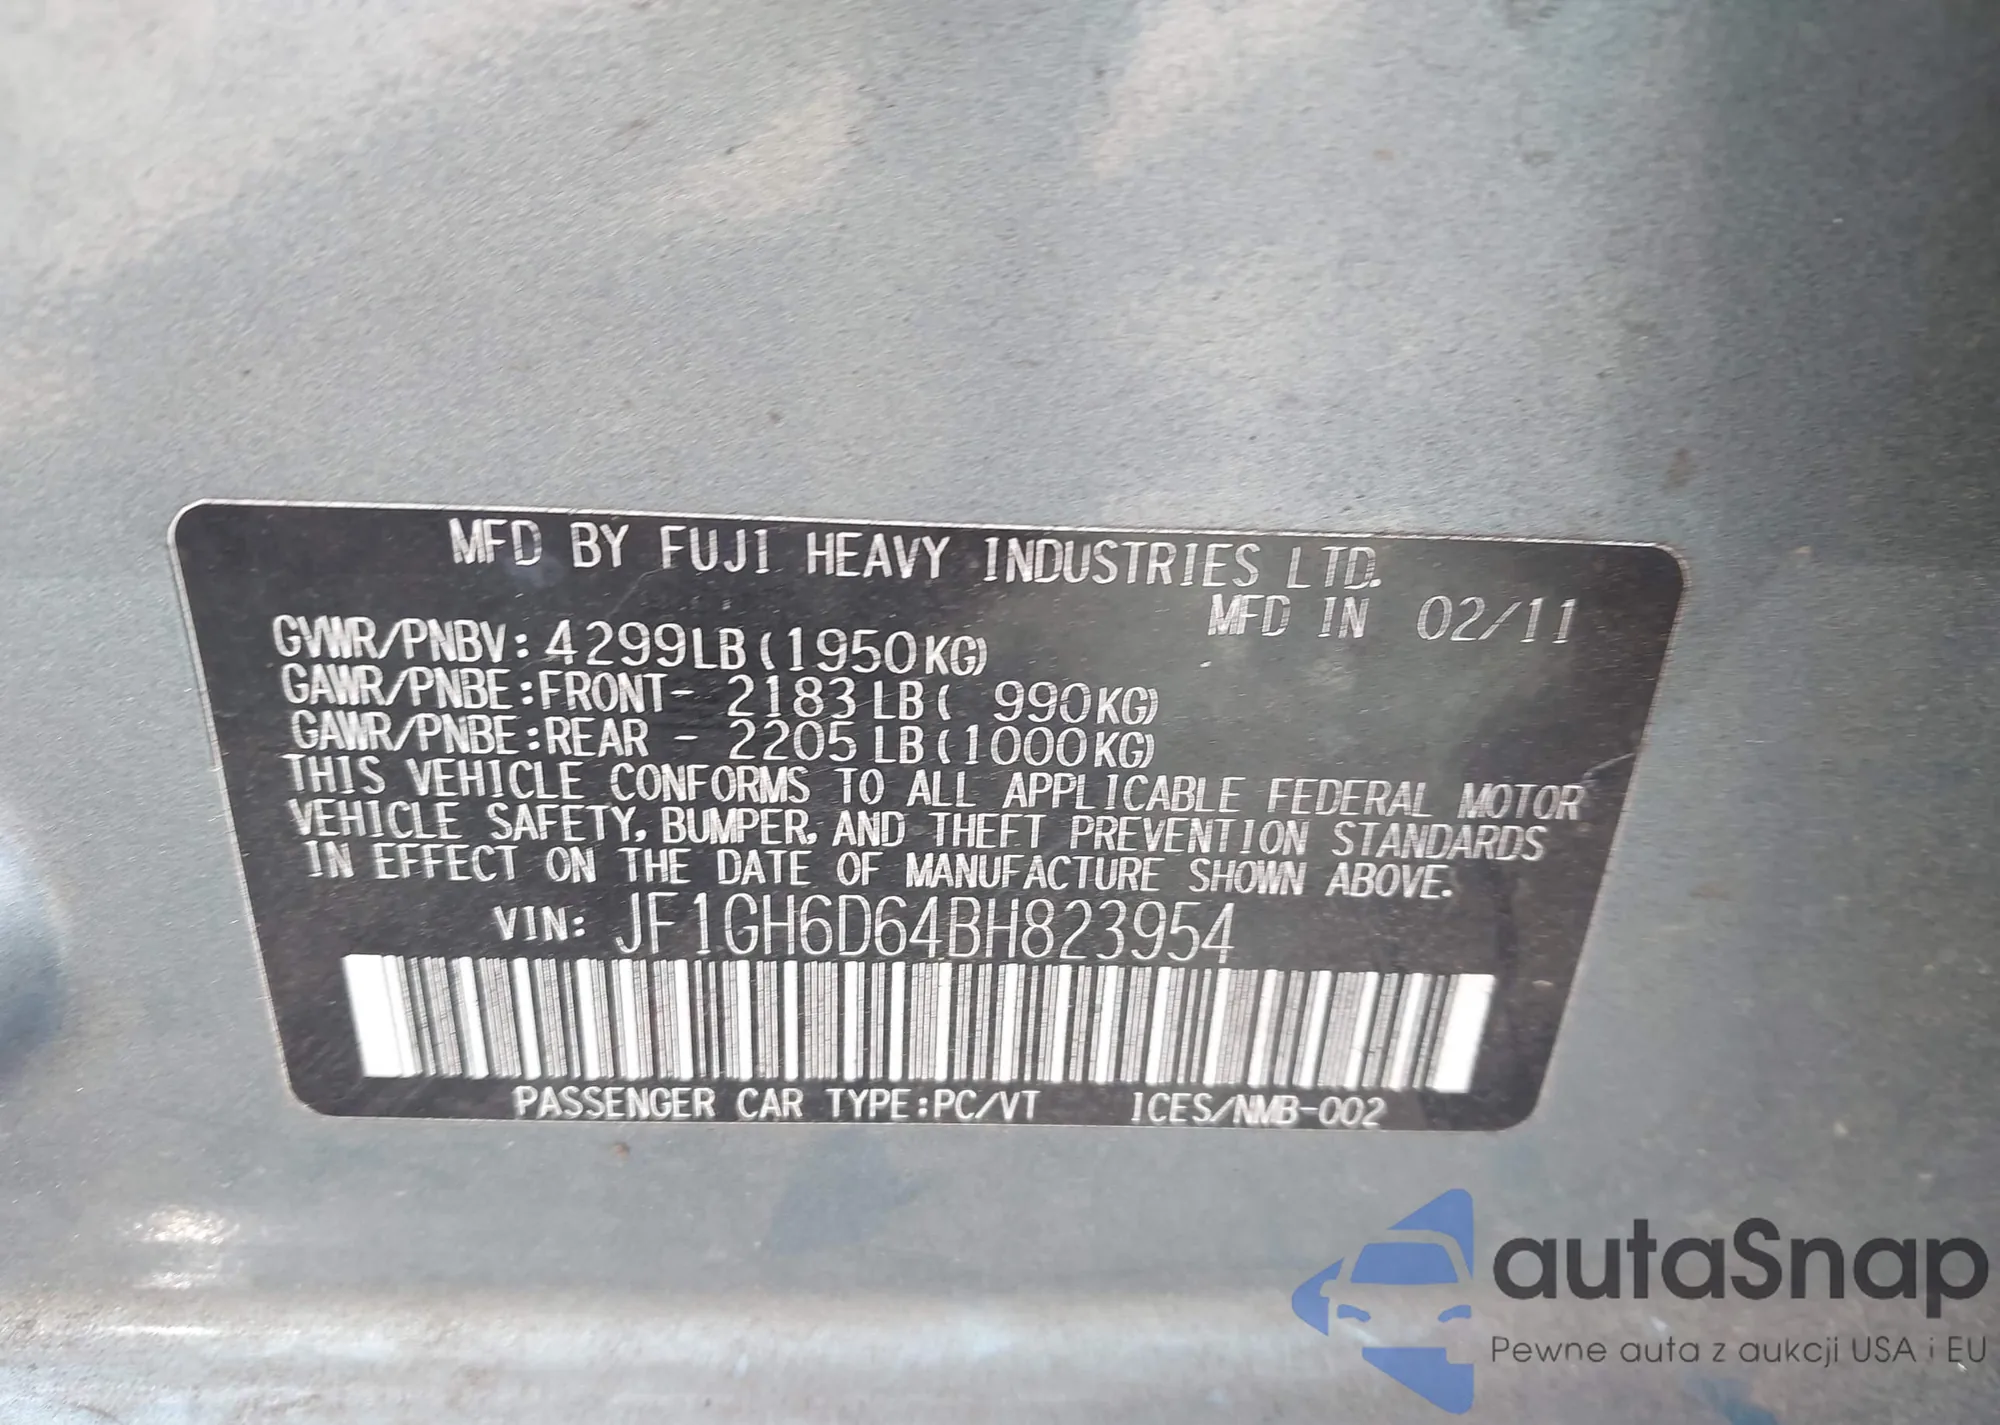 MFD BY FUJI HEAVY INDUSTRIES LTD.
MFD IN 02/11
GVWR/PNBV: 4299LB (1950KG)
GAWR/PNBE:FRONT- 2183LB( 990KG)
GAWR/PNBE:REAR - 2205LB(1000KG)
THIS VEHICLE CONFORMS TO ALL APPLICABLE FEDERAL MOTOR
VEHICLE SAFETY, BUMPER, AND THEFT PREVENTION STANDARDS
IN EFFECT ON THE DATE OF MANUFACTURE SHOWN ABOVE.
VIN: JF1GH6D64BH823954
PASSENGER CAR TYPE:PC/VT ICES/NMB-002
autaSnap
Pewne auta z aukcji USA i EU